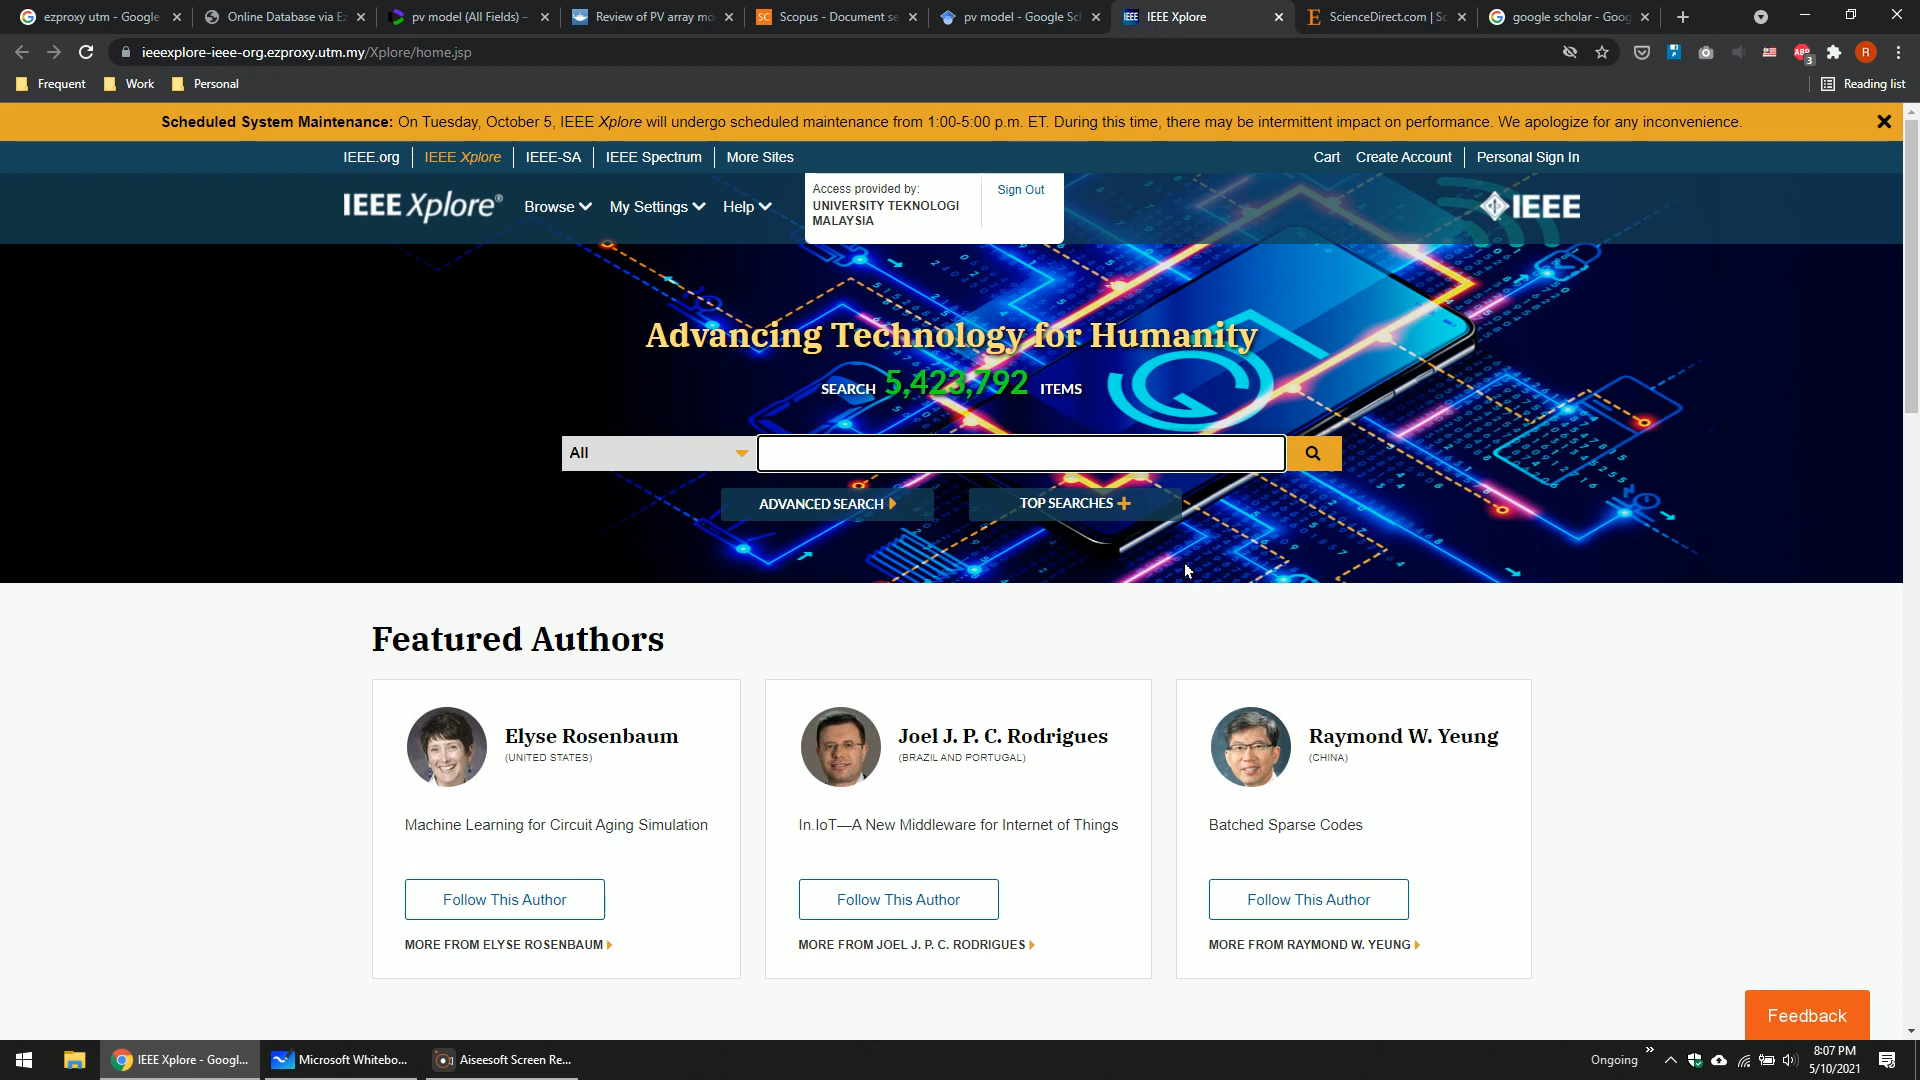 ezproxy utm - Google
Online Database via Ez
pv model (All Fields) –
Review of PV array mo
Scopus - Document se
pv model - Google Sch
IEEE Xplore
ScienceDirect.com | Sc
google scholar - Goog
ieeexplore-ieee-org.ezproxy.utm.my/Xplore/home.jsp
Frequent
Work
Personal
Reading list
Scheduled System Maintenance: On Tuesday, October 5, IEEE Xplore will undergo scheduled maintenance from 1:00-5:00 p.m. ET. During this time, there may be intermittent impact on performance. We apologize for any inconvenience.
IEEE.org | IEEE Xplore | IEEE-SA | IEEE Spectrum | More Sites
Cart Create Account | Personal Sign In
IEEE Xplore®
Browse
My Settings
Help
Access provided by:
UNIVERSITY TEKNOLOGI
MALAYSIA
Sign Out
IEEE
Advancing Technology for Humanity
SEARCH 5,423,792 ITEMS
All
ADVANCED SEARCH
TOP SEARCHES +
Featured Authors
Elyse Rosenbaum
(UNITED STATES)
Machine Learning for Circuit Aging Simulation
Follow This Author
MORE FROM ELYSE ROSENBAUM
Joel J. P. C. Rodrigues
(BRAZIL AND PORTUGAL)
In.IoT—A New Middleware for Internet of Things
Follow This Author
MORE FROM JOEL J. P. C. RODRIGUES
Raymond W. Yeung
(CHINA)
Batched Sparse Codes
Follow This Author
MORE FROM RAYMOND W. YEUNG
Feedback
IEEE Xplore - Googl...
Microsoft Whitebo...
Aiseesoft Screen Re...
Ongoing
8:07 PM
5/10/2021